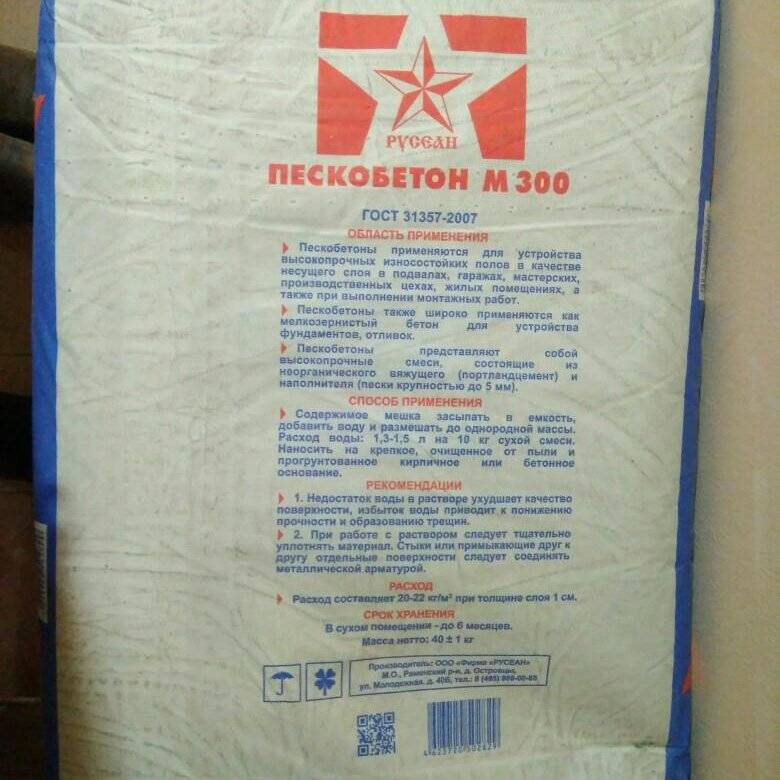 РУСЕАН
ПЕСКОБЕТОН М 300
ГОСТ 31357-2007
ОБЛАСТЬ ПРИМЕНЕНИЯ
Пескобетоны применяются для устройства
высокопрочных износостойких полов в качестве
несущего слоя в подвалах, гаражах, мастерских,
производственных цехах, жилых помещениях, а
также при выполнении монтажных работ.
Пескобетоны также широко применяются как
мелкозернистый бетон для устройства
фундаментов, отливок.
Пескобетоны представляют собой
высокопрочные смеси, состоящие из
неорганического вяжущего (портландцемент) и
наполнителя (пески крупностью до 5 мм).
СПОСОБ ПРИМЕНЕНИЯ
Содержимое мешка засыпать в емкость,
добавить воду и размешать до однородной массы.
Расход воды: 1,3-1,5 л на 10 кг сухой смеси.
Наносить на крепкое, очищенное от пыли и
прогрунтованное кирпичное или бетонное
основание.
РЕКОМЕНДАЦИИ
1. Недостаток воды в растворе ухудшает качество
поверхности, избыток воды приводит к понижению
прочности и образованию трещин.
2. При работе с раствором следует тщательно
уплотнять материал. Стыки или примыкающие друг к
другу отдельные поверхности следует соединять
металлической арматурой.
РАСХОД
Расход составляет 20-22 кг/м² при толщине слоя 1 см.
СРОК ХРАНЕНИЯ
В сухом помещении - до 6 месяцев.
Масса нетто: 40 ± 1 кг
Производитель: ООО «Фирма «РУСЕАН»
М.О., Раменский р-н, д. Островцы,
ул. Молодежная, д. 40Б, тел.: 8 (495)